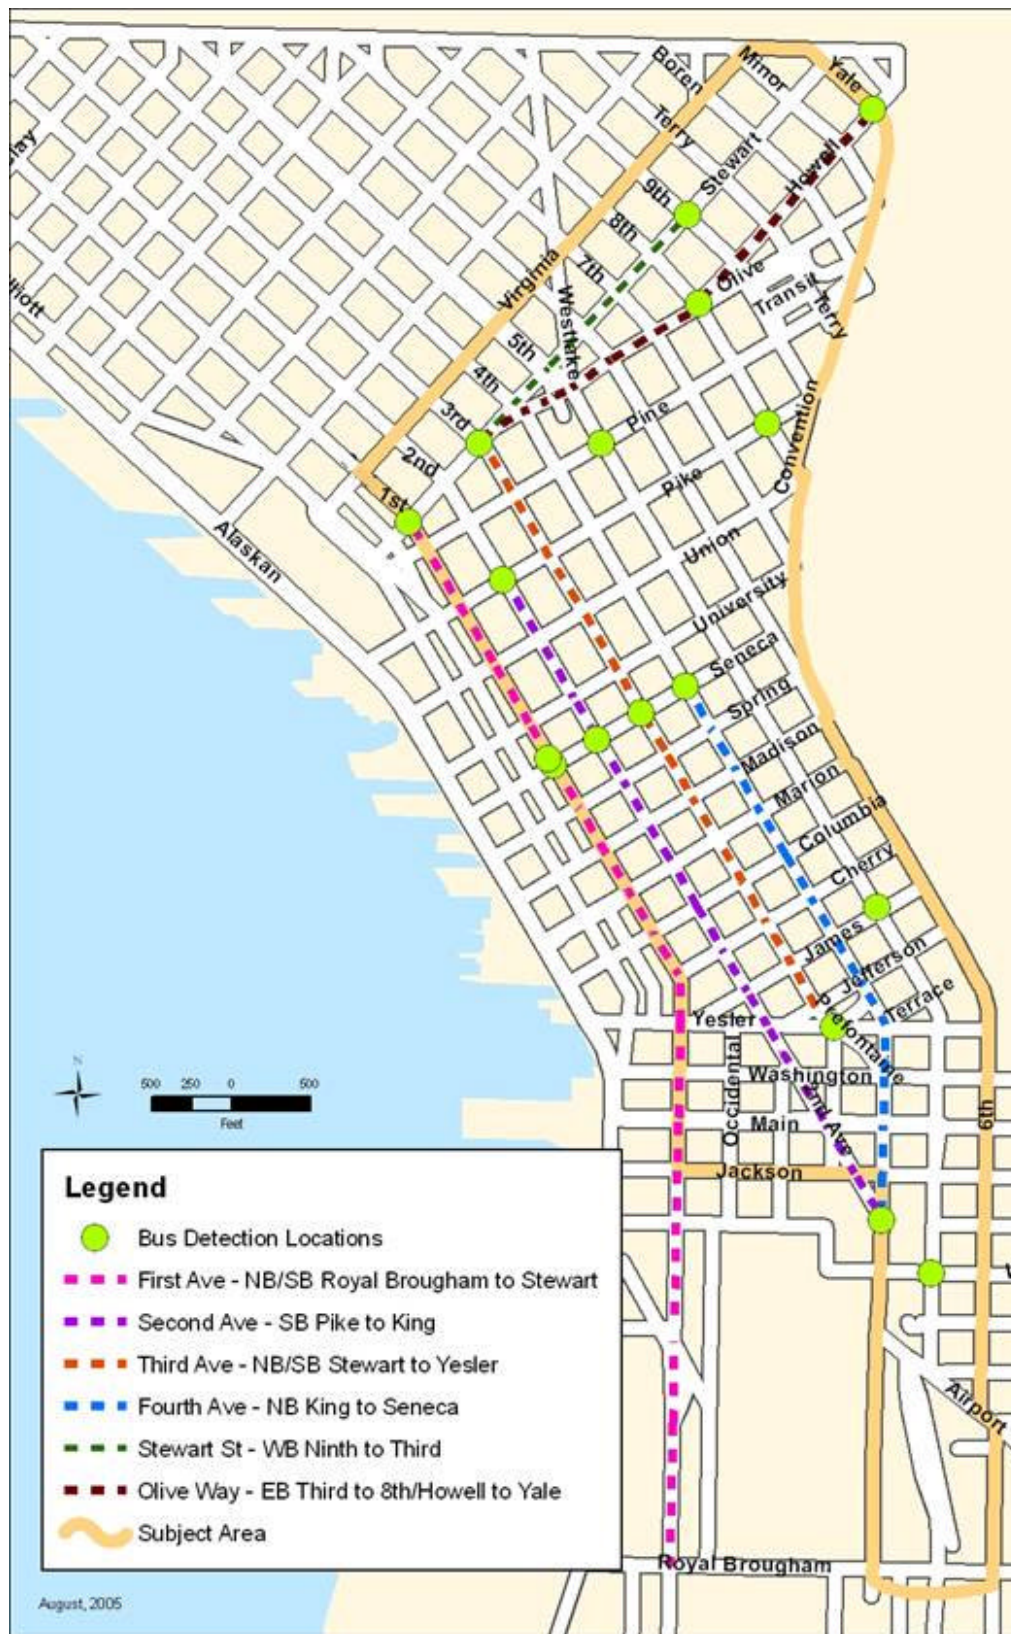 Boren
Minor
Yale
Terry
Stewart
Howell
9th
8th
7th
Virginia
Westlake
Olive
Transit
Terry
5th
4th
3rd
2nd
1st
Pine
Pike
Convention
Union
University
Alaskan
Seneca
Spring
Madison
Marion
Columbia
Cherry
James
Jefferson
Terrace
Yesler
Prefontaine
Washington
Occidental
Main
2nd Ave
Jackson
6th
Airport
Royal Brougham
N
500 250 0 500
Feet
Legend
Bus Detection Locations
First Ave - NB/SB Royal Brougham to Stewart
Second Ave - SB Pike to King
Third Ave - NB/SB Stewart to Yesler
Fourth Ave - NB King to Seneca
Stewart St - WB Ninth to Third
Olive Way - EB Third to 8th/Howell to Yale
Subject Area
August, 2005